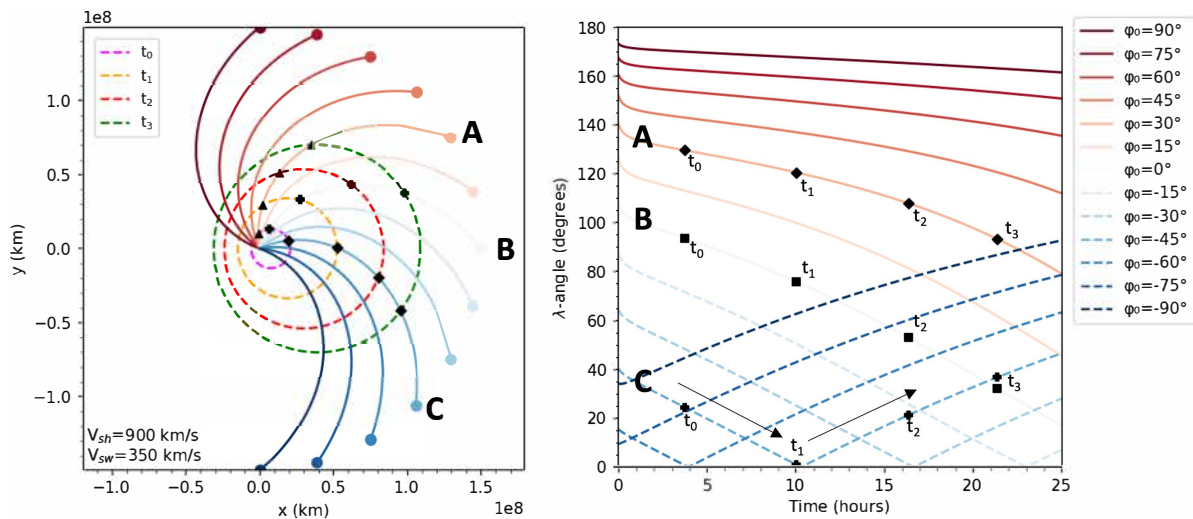 1e8
t₀
t₁
t₂
t₃
1.0
0.5
0.0
-0.5
-1.0
y (km)
A
B
C
Vsh=900 km/s
Vsw=350 km/s
-1.0
-0.5
0.0
0.5
1.0
1.5
x (km)
1e8
180
160
140
120
100
80
60
40
20
0
λ-angle (degrees)
A
t₀
t₁
t₂
t₃
B
t₀
t₁
t₂
t₃
C
t₀
t₁
t₂
0
5
10
15
20
25
Time (hours)
φ₀=90°
φ₀=75°
φ₀=60°
φ₀=45°
φ₀=30°
φ₀=15°
φ₀=0°
φ₀=-15°
φ₀=-30°
φ₀=-45°
φ₀=-60°
φ₀=-75°
φ₀=-90°